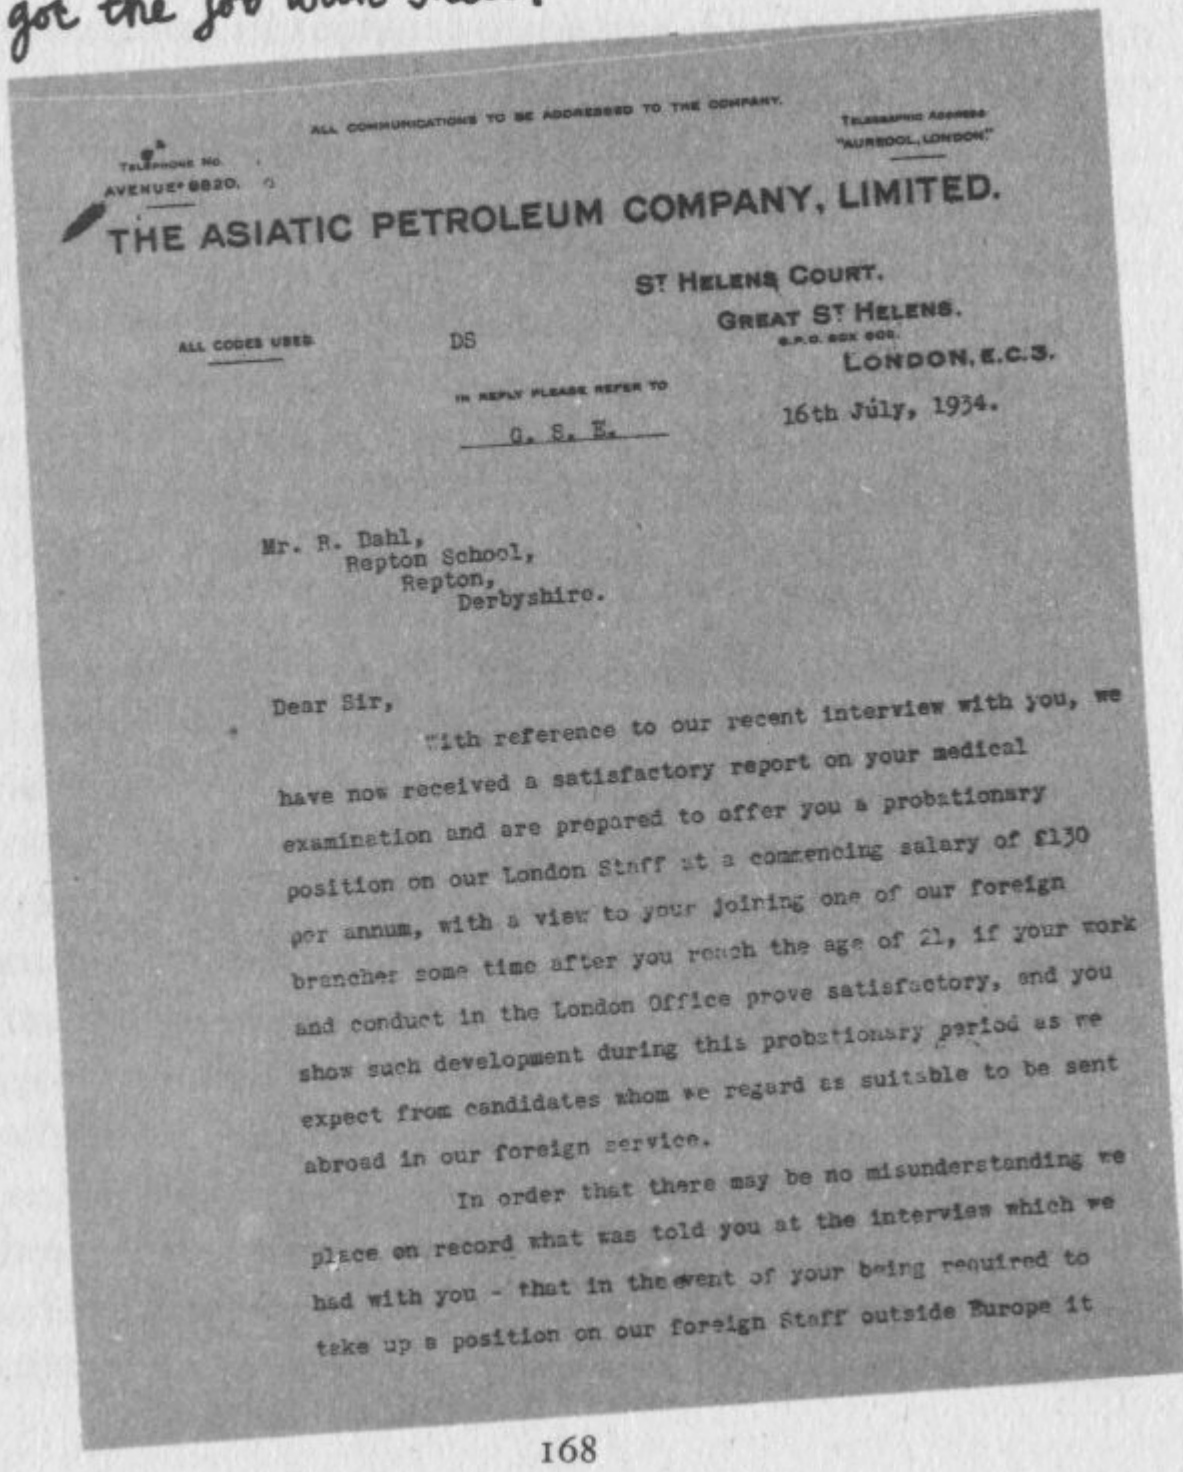 got the job with
ALL COMMUNICATIONS TO BE ADDRESSED TO THE COMPANY.
TELEPHONE NO.
AVENUE 8820.
TELEGRAPHIC ADDRESS
LONDON."
THE ASIATIC PETROLEUM COMPANY, LIMITED.
ST HELENS COURT.
GREAT ST HELENS.
G.P.O. BOX
LONDON, E.C.3.
ALL CODES USED.
DS
IN REPLY PLEASE REFER TO
G. S. E.
16th July, 1934.
Mr. R. Dahl,
Repton School,
Repton,
Derbyshire.
Dear Sir,
With reference to our recent interview with you, we
have now received a satisfactory report on your medical
examination and are prepared to offer you a probationary
position on our London Staff at a commencing salary of £130
per annum, with a view to your joining one of our foreign
branches some time after you reach the age of 21, if your work
and conduct in the London Office prove satisfactory, and you
show such development during this probationary period as we
expect from candidates whom we regard as suitable to be sent
abroad in our foreign service.
In order that there may be no misunderstanding we
place on record what was told you at the interview which we
had with you - that in the event of your being required to
take up a position on our foreign Staff outside Europe it
168